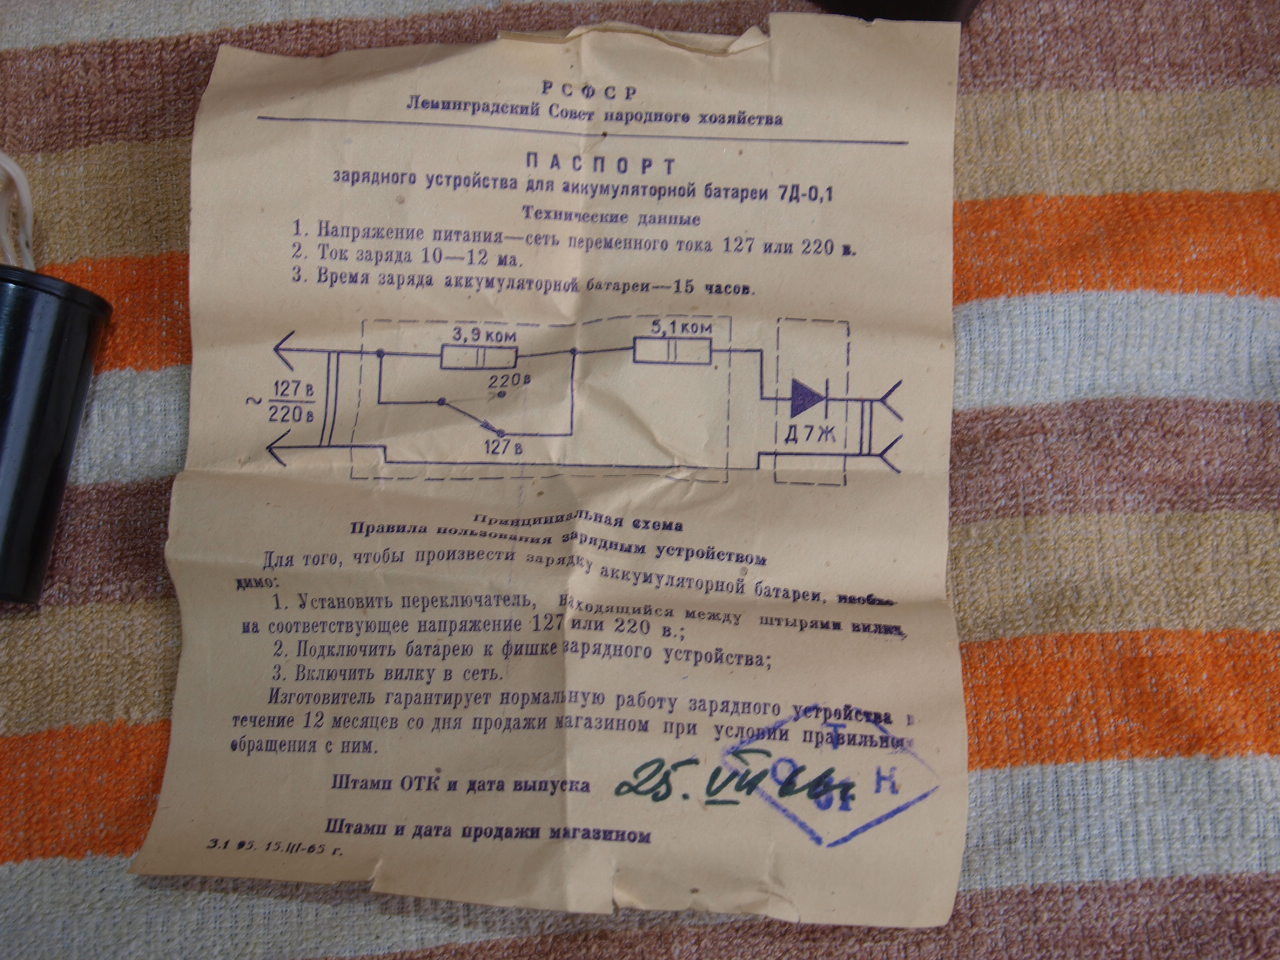 РСФСР
Ленинградский Совет народного хозяйства
ПАСПОРТ
зарядного устройства для аккумуляторной батареи 7Д-0,1
Технические данные
1. Напряжение питания—сеть переменного тока 127 или 220 в.
2. Ток заряда 10—12 ма.
3. Время заряда аккумуляторной батареи—15 часов.
3,9 ком
5,1 ком
220 в
~ 127 в
220 в
127 в
Д7Ж
Принципиальная схема
Правила пользования зарядным устройством
Для того, чтобы произвести зарядку аккумуляторной батареи, необхо-
димо:
1. Установить переключатель, находящийся между штырями вилки,
на соответствующее напряжение 127 или 220 в.;
2. Подключить батарею к фишке зарядного устройства;
3. Включить вилку в сеть.
Изготовитель гарантирует нормальную работу зарядного устройства в
течение 12 месяцев со дня продажи магазином при условии правильного
обращения с ним.
Штамп ОТК и дата выпуска 25. VII
Т
О К
Штамп и дата продажи магазином
15.III-65 г.